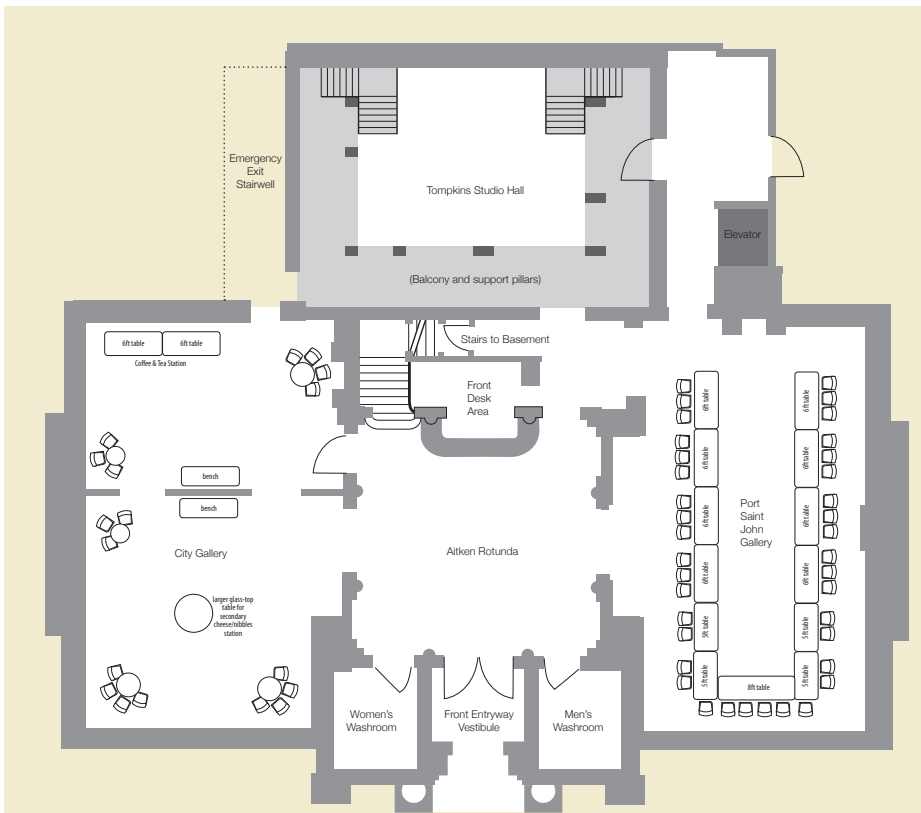 Emergency
Exit
Stairwell
Tompkins Studio Hall
Elevator
(Balcony and support pillars)
6ft table
6ft table
Coffee & Tea Station
Stairs to Basement
Front
Desk
Area
bench
bench
City Gallery
larger glass-top
table for
secondary
cheese/nibbles
station
Aitken Rotunda
6ft table
6ft table
6ft table
6ft table
5ft table
5ft table
6ft table
6ft table
6ft table
6ft table
5ft table
5ft table
8ft table
Port
Saint
John
Gallery
Women's
Washroom
Front Entryway
Vestibule
Men's
Washroom